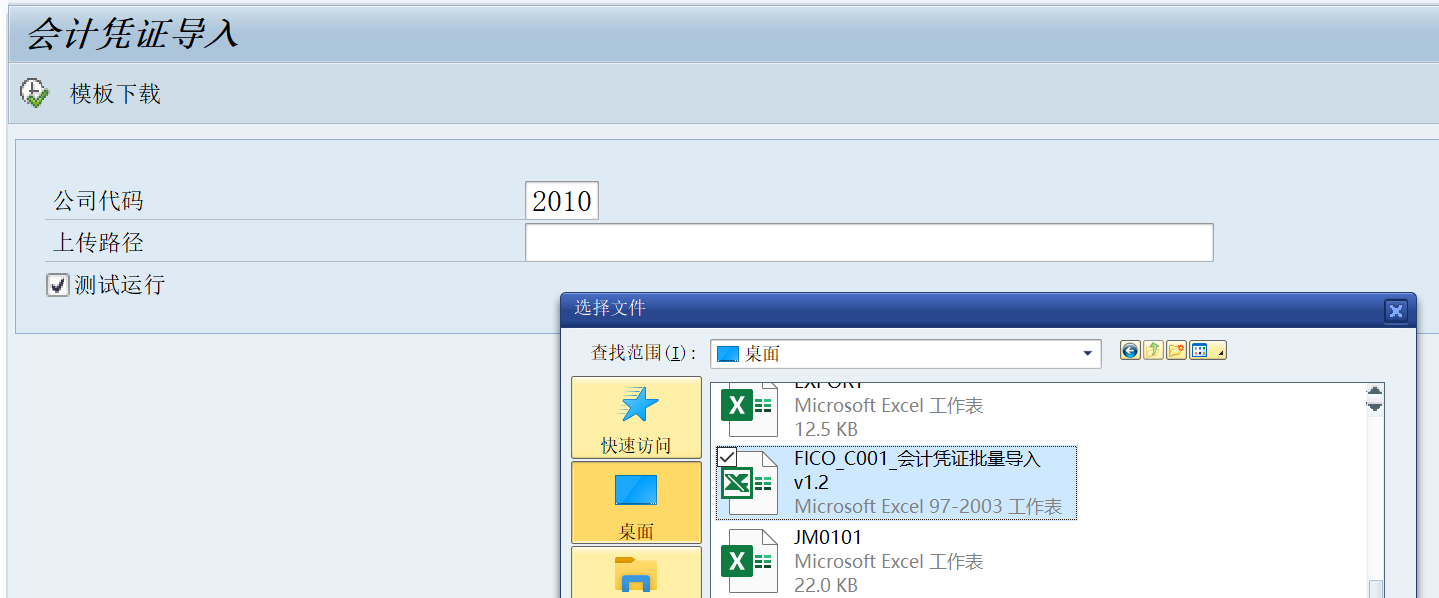 会计凭证导入
模板下载
公司代码
2010
上传路径
测试运行
选择文件
查找范围(I):
桌面
快速访问
桌面
EXPORT
Microsoft Excel 工作表
12.5 KB
FICO_C001_会计凭证批量导入
v1.2
Microsoft Excel 97-2003 工作表
JM0101
Microsoft Excel 工作表
22.0 KB